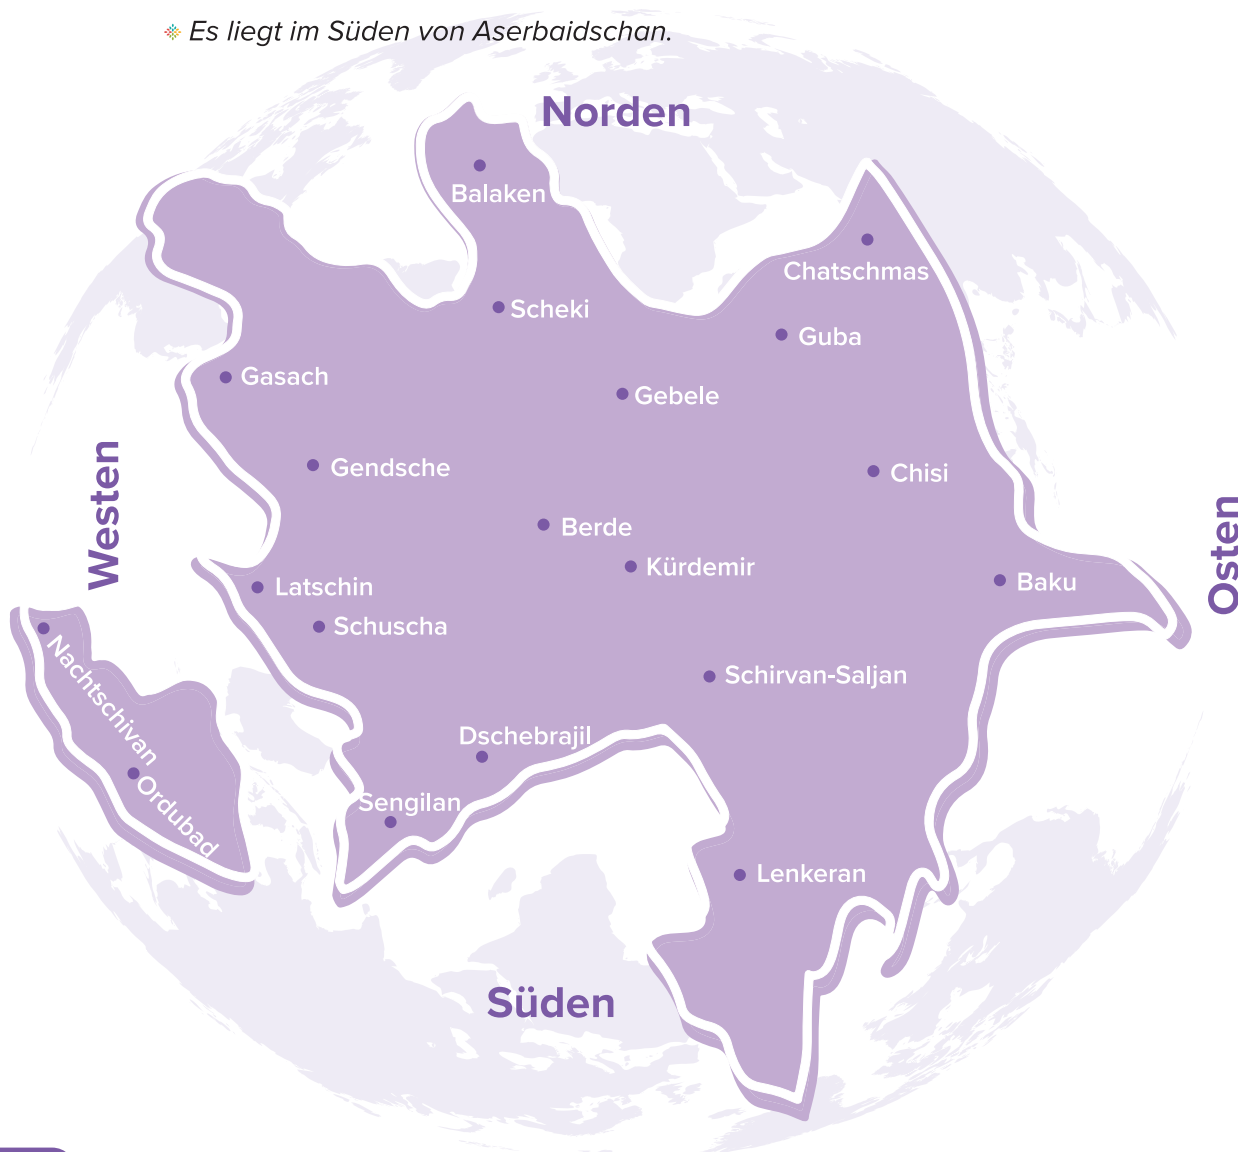 Es liegt im Süden von Aserbaidschan.
Norden
Balaken
Chatschmas
Scheki
Guba
Gasach
Gebele
Westen
Gendsche
Chisi
Osten
Berde
Kürdemir
Latschin
Baku
Schuscha
Nachtschivan
Schirvan-Saljan
Dschebrajil
Ordubad
Sengilan
Lenkeran
Süden